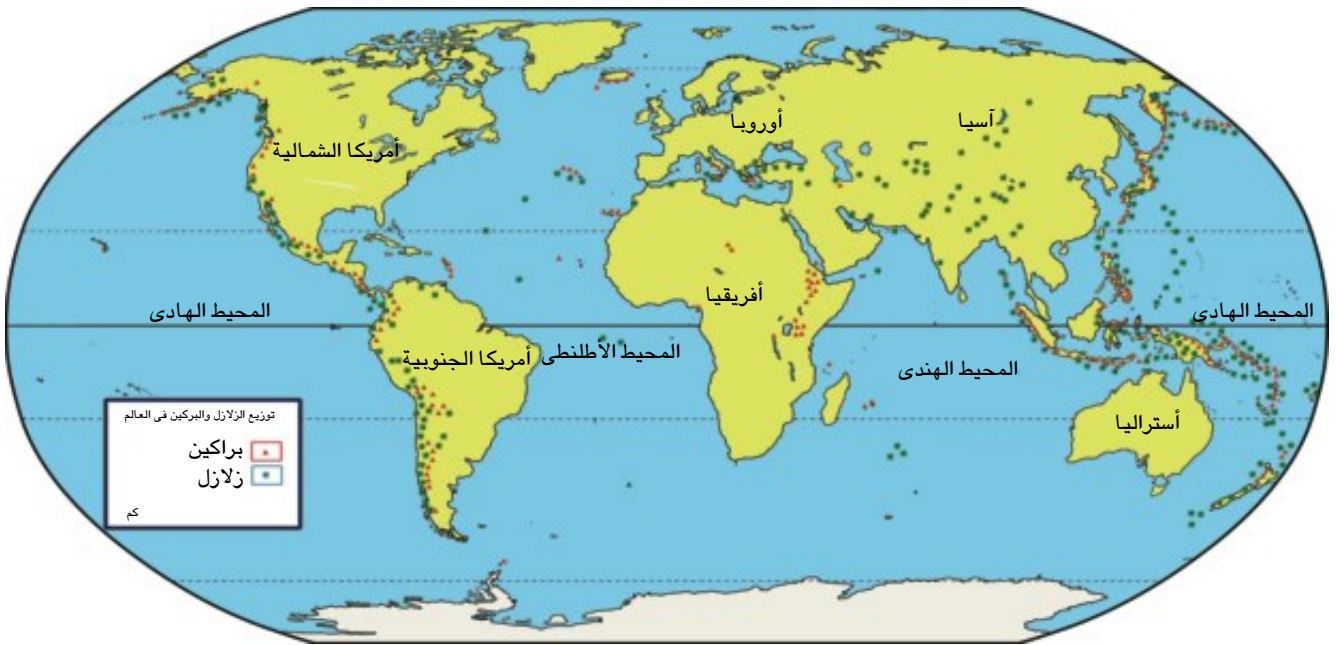 أوروبا
آسيا
أمريكا الشمالية
أفريقيا
المحيط الهادى
المحيط الهادى
المحيط الأطلنطى
أمريكا الجنوبية
المحيط الهندى
أستراليا
توزيع الزلازل والبركين فى العالم
براكين
زلازل
كم